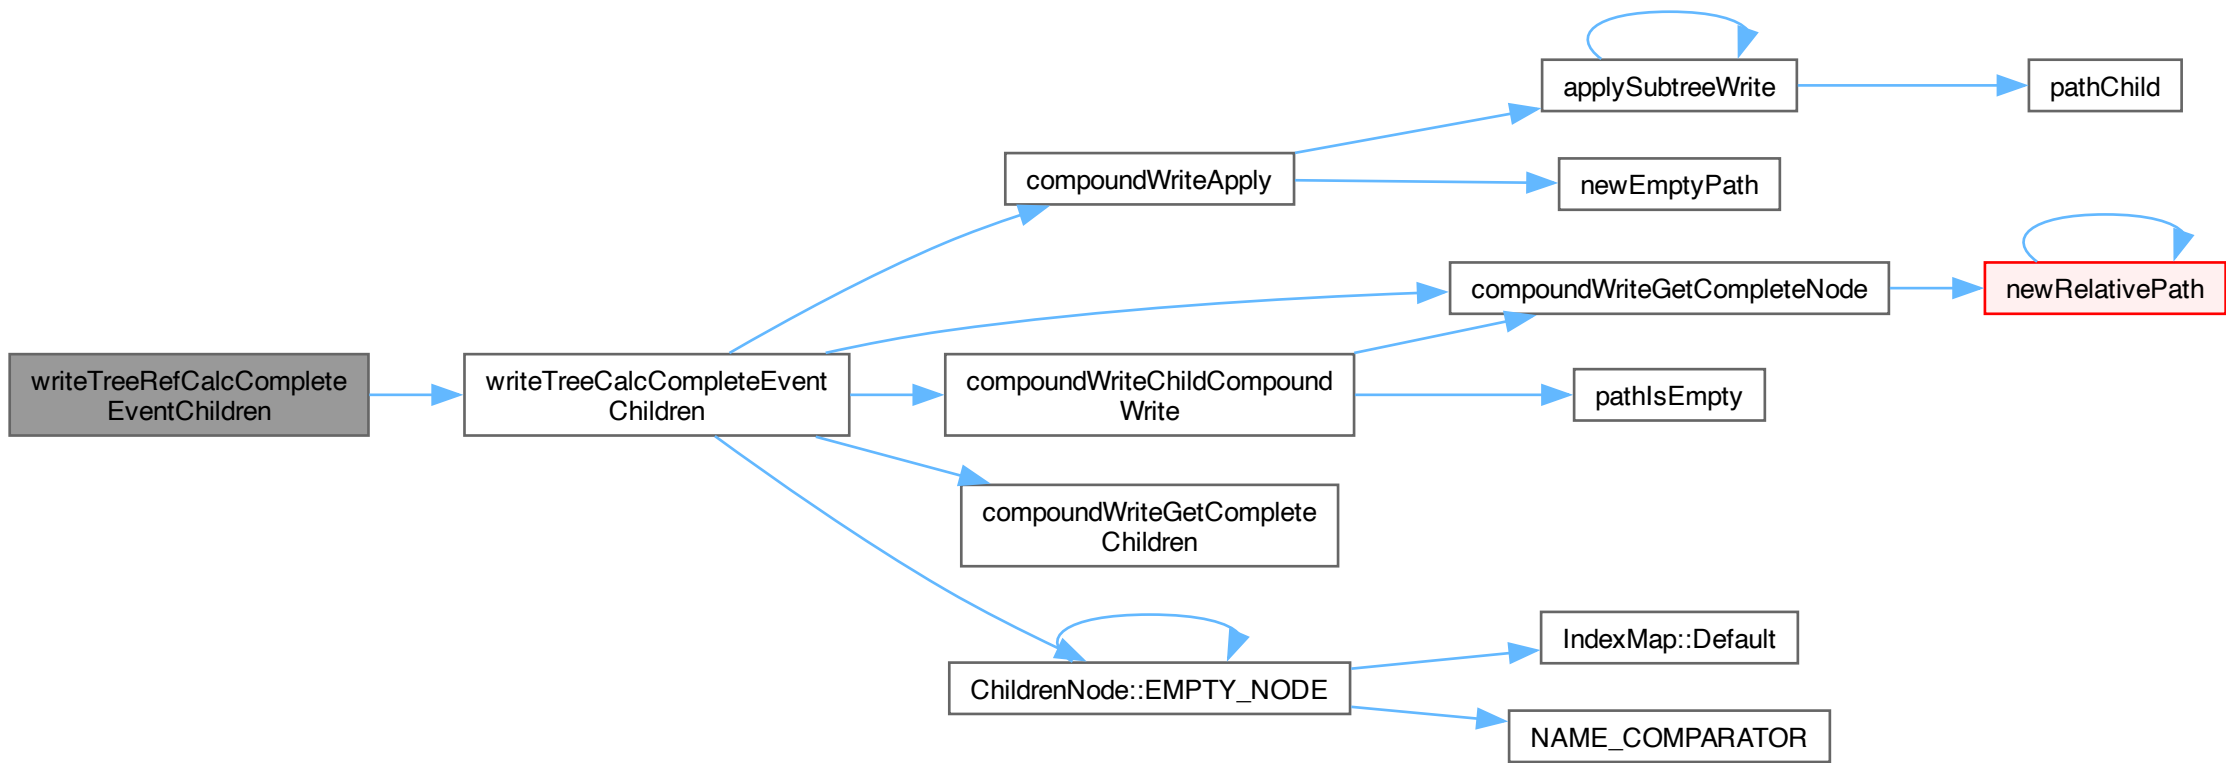 writeTreeRefCalcComplete
EventChildren
writeTreeCalcCompleteEvent
Children
compoundWriteApply
applySubtreeWrite
pathChild
newEmptyPath
compoundWriteGetCompleteNode
newRelativePath
compoundWriteChildCompound
Write
pathIsEmpty
compoundWriteGetComplete
Children
ChildrenNode::EMPTY_NODE
IndexMap::Default
NAME_COMPARATOR